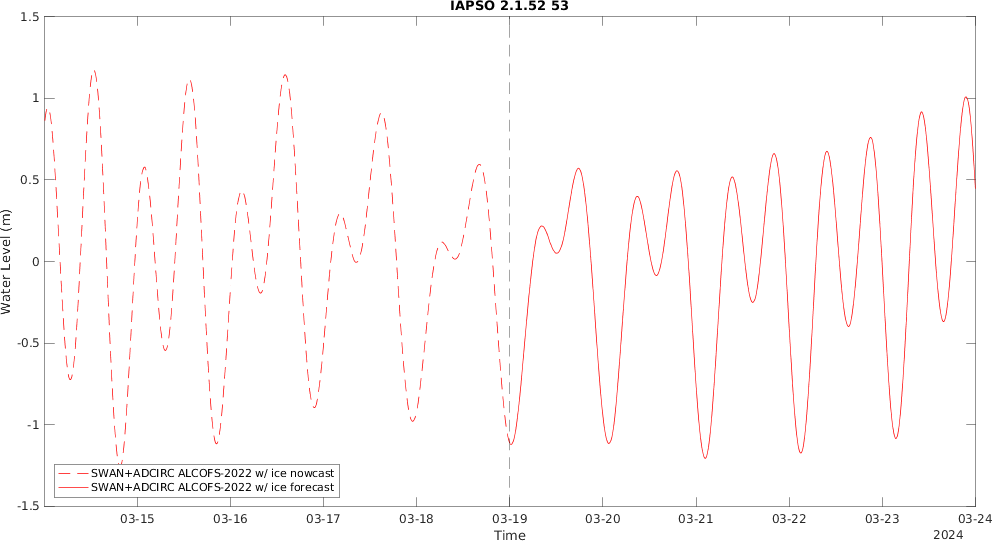 IAPSO 2.1.52 53
1.5
1
0.5
0
-0.5
-1
-1.5
Water Level (m)
SWAN+ADCIRC ALCOFS-2022 w/ ice nowcast
SWAN+ADCIRC ALCOFS-2022 w/ ice forecast
03-15 03-16 03-17 03-18 03-19 03-20 03-21 03-22 03-23 03-24
Time
2024